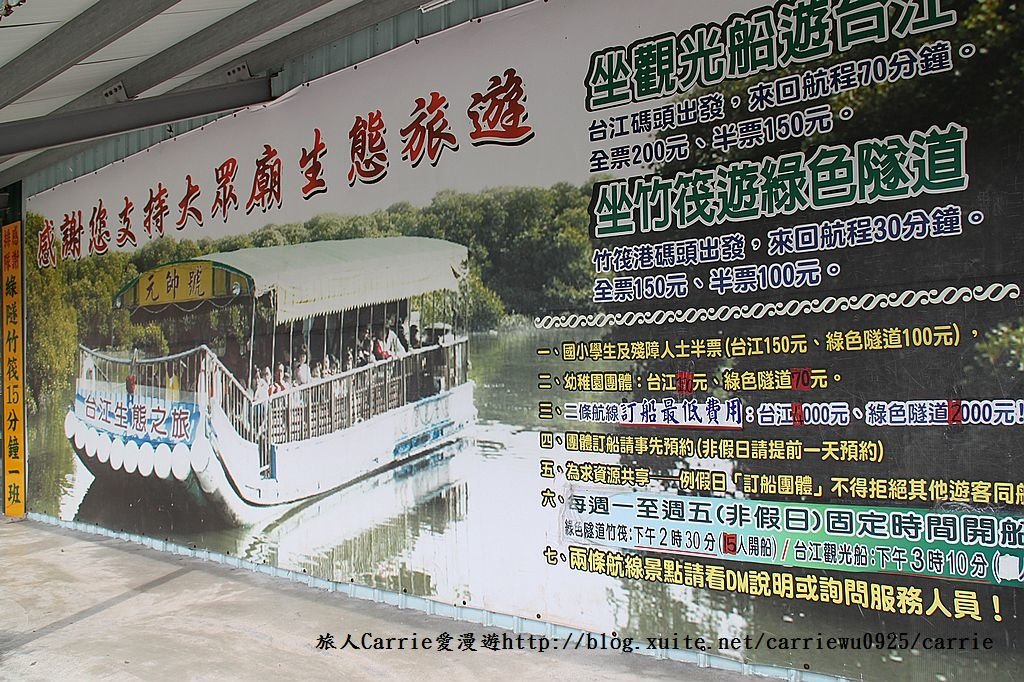 感謝您支持大眾廟生態旅遊
坐觀光船遊台江
台江碼頭出發，來回航程70分鐘。
全票200元、半票150元。
坐竹筏遊綠色隧道
竹筏港碼頭出發，來回航程30分鐘。
全票150元、半票100元。
一、國小學生及殘障人士半票(台江150元、綠色隧道100元)，
二、幼稚園團體：台江 元、綠色隧道70元。
三、二條航線訂船最低費用：台江 000元、綠色隧道2000元!
四、團體訂船請事先預約(非假日請提前一天預約)
五、為求資源共享——例假日「訂船團體」不得拒絕其他遊客同
六、每週一至週五(非假日)固定時間開船
綠色隧道竹筏:下午2時30分(15人開船)/台江觀光船:下午3時10分(
七、兩條航線景點請看DM說明或詢問服務人員！
元帥號
台江生態之旅
綠隧竹筏15分鐘一班
旅人Carrie愛漫遊http://blog.xuite.net/carriewu0925/carrie